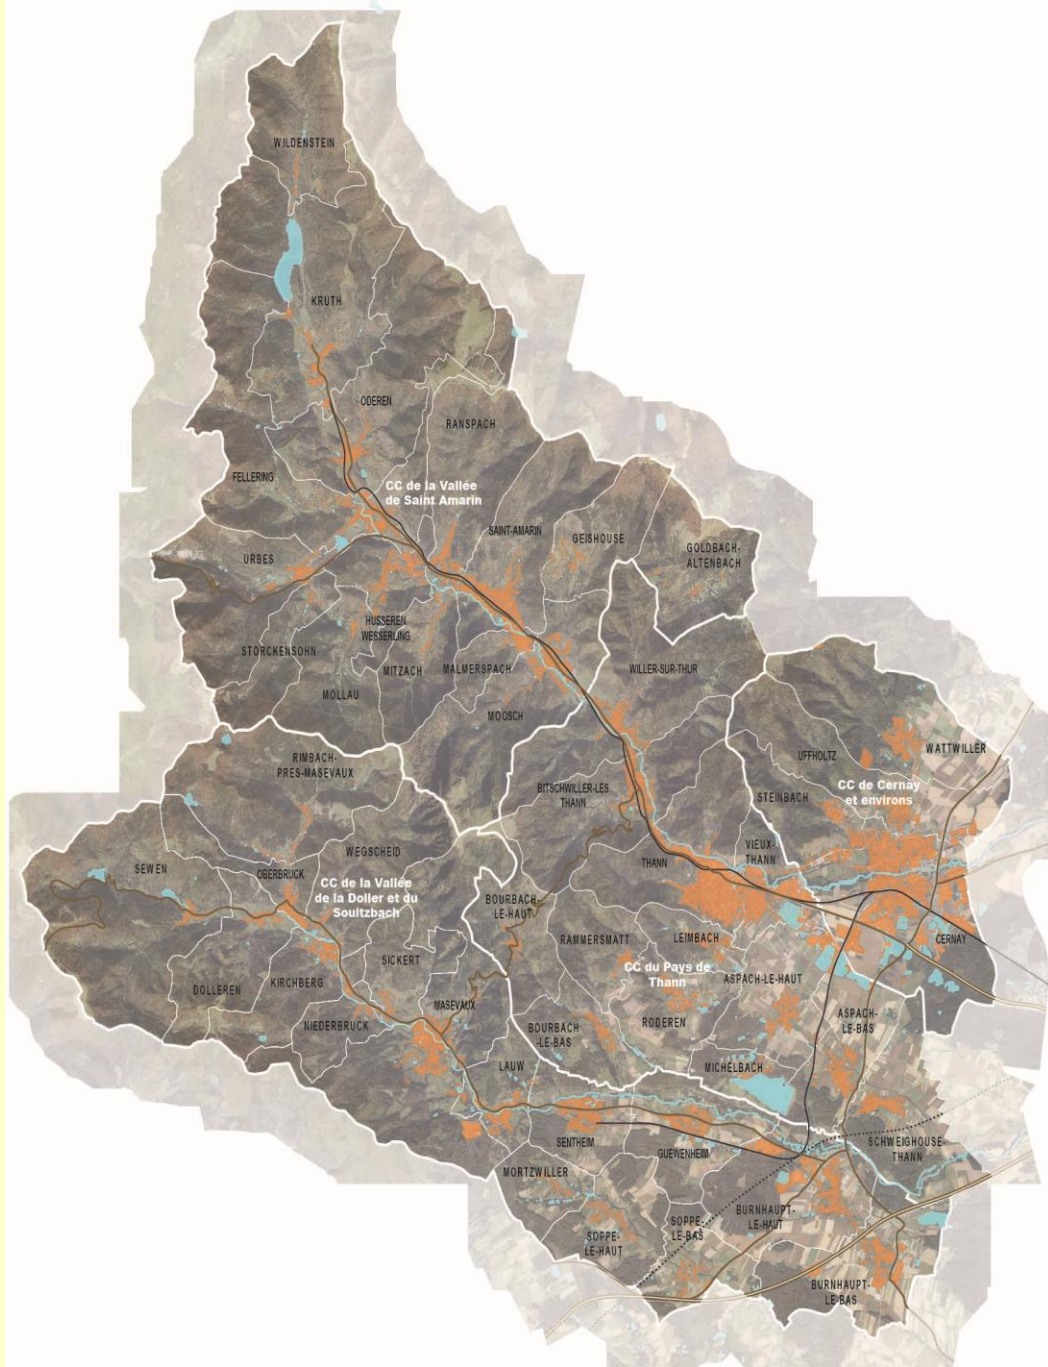 WILDENSTEIN
KRUTH
ODEREN
RANSPACH
FELLERING
CC de la Vallée
de Saint Amarin
SAINT-AMARIN
GEISHOUSE
GOLDBACH-
ALTENBACH
URBES
HUSSEREN
WESSERLING
STORCKENSOHN
MITZACH
MALMERSPACH
WILLER-SUR-THUR
MOLLAU
MOOSCH
RIMBACH-
PRES-MASEVAUX
UFFHOLTZ
WATTWILLER
BITSCHWILLER-LES
THANN
STEINBACH
CC de Cernay
et environs
WEGSCHEID
SEWEN
OBERBRUCK
THANN
VIEUX-
THANN
CC de la Vallée
de la Doller et du
Soultzbach
BOURBACH-
LE-HAUT
RAMMERSMATT
LEIMBACH
CERNAY
SICKERT
CC du Pays de
Thann
ASPACH-LE-HAUT
DOLLEREN
KIRCHBERG
MASEVAUX
NIEDERBRUCK
BOURBACH
-LE-BAS
RODEREN
ASPACH-
LE-BAS
LAUW
MICHELBACH
SENTHEIM
GUEWENHEIM
SCHWEIGHOUSE-
THANN
MORTZWILLER
SOPPE-
LE-HAUT
SOPPE-
LE-BAS
BURNHAUPT-
LE-HAUT
BURNHAUPT-
LE-BAS